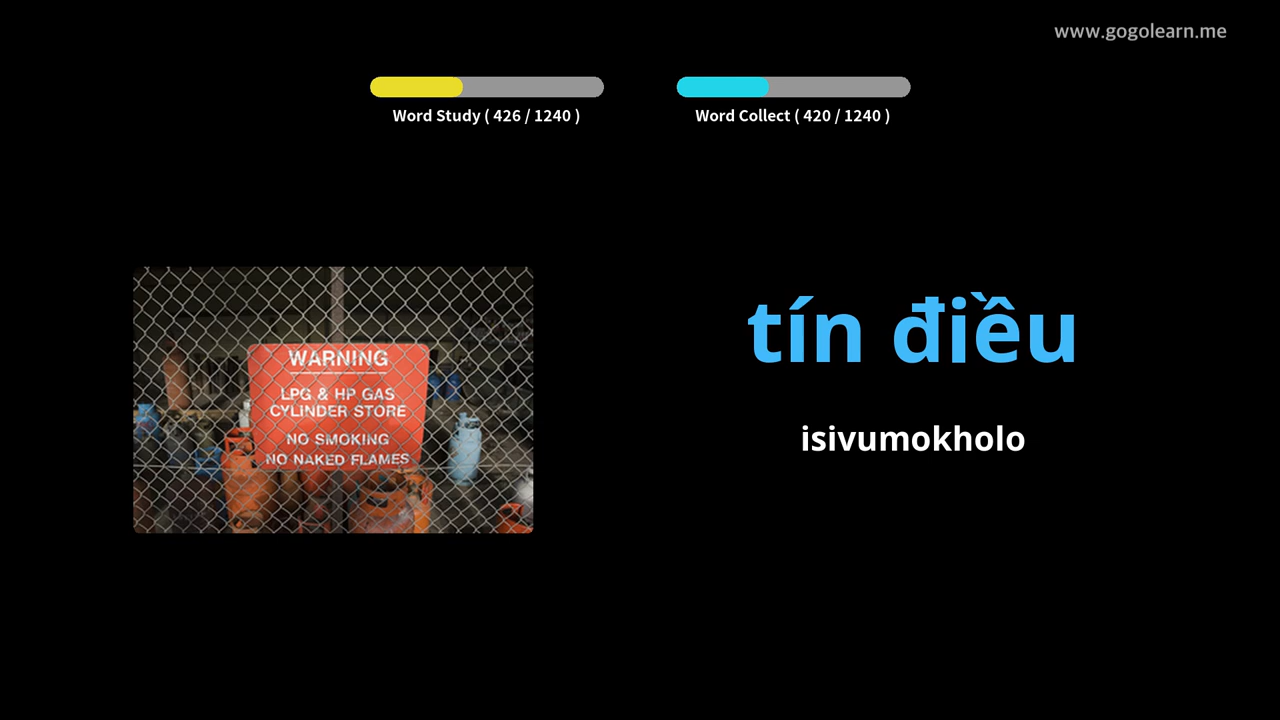 www.gogolearn.me
Word Study ( 426 / 1240 )
Word Collect ( 420 / 1240 )
WARNING
LPG & HP GAS
CYLINDER STORE
NO SMOKING
NO NAKED FLAMES
tín điều
isivumokholo